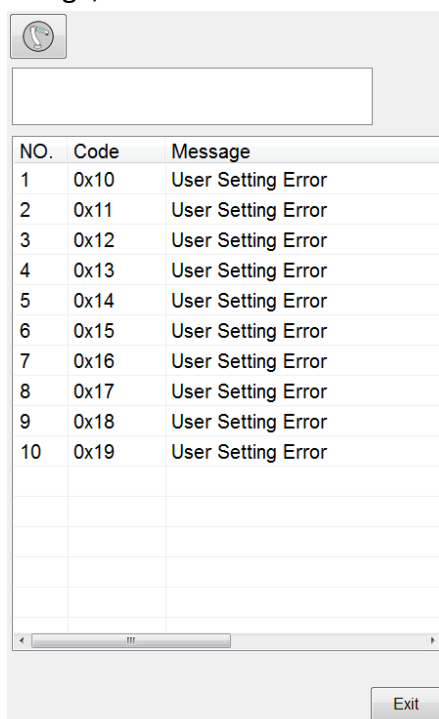 NO. Code Message
1 0x10 User Setting Error
2 0x11 User Setting Error
3 0x12 User Setting Error
4 0x13 User Setting Error
5 0x14 User Setting Error
6 0x15 User Setting Error
7 0x16 User Setting Error
8 0x17 User Setting Error
9 0x18 User Setting Error
10 0x19 User Setting Error
Exit